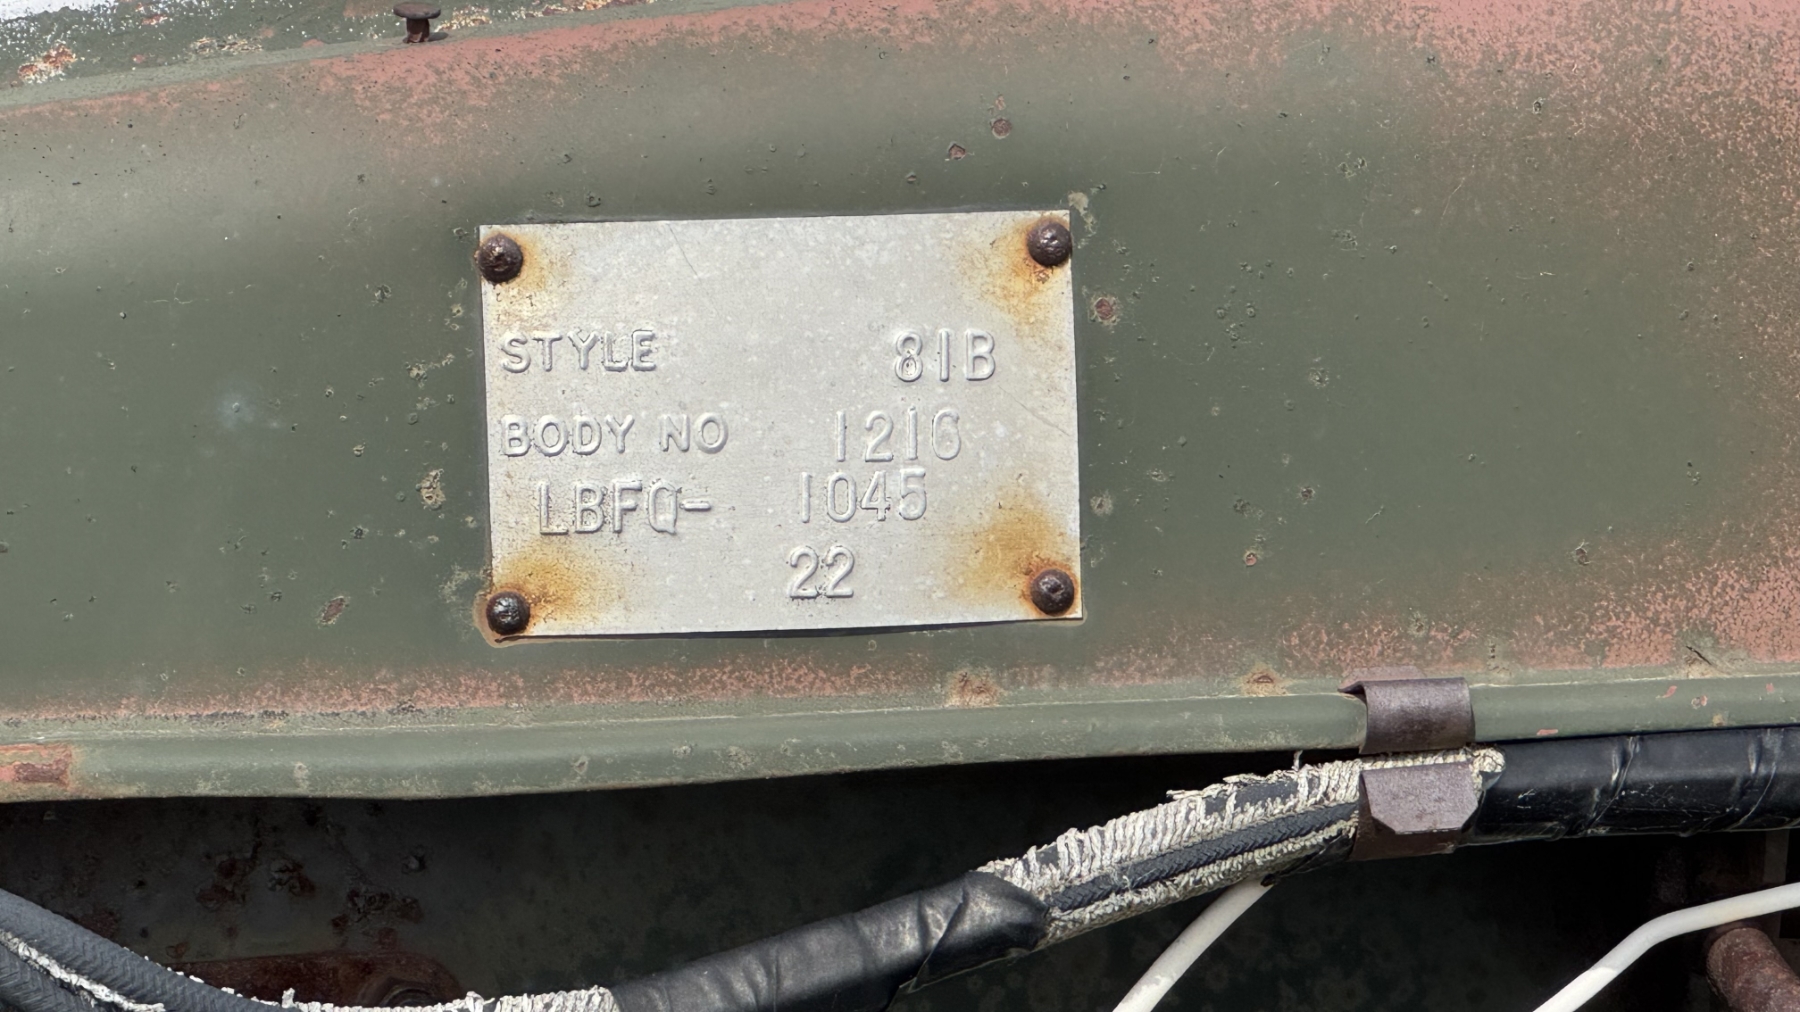 STYLE 81B
BODY NO 1216
LBFQ- 1045
22